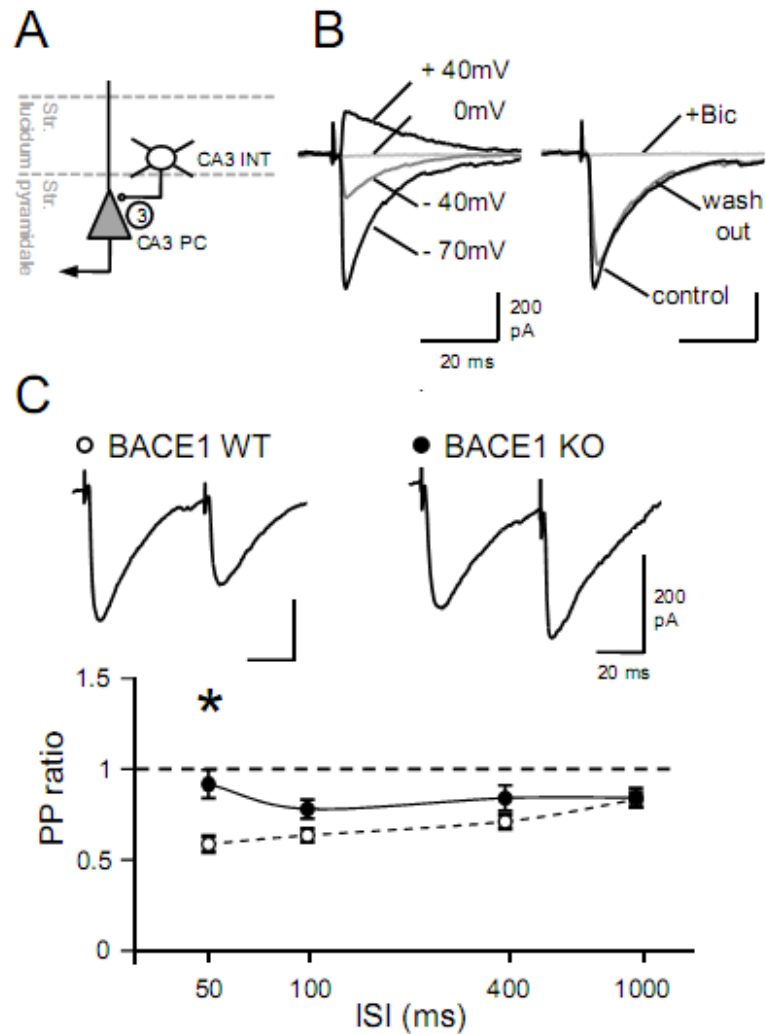 A
Str. lucidum
Str. pyramidale
CA3 INT
3
CA3 PC
B
+ 40mV
0mV
- 40mV
- 70mV
200
pA
20 ms
+Bic
wash
out
control
C
BACE1 WT
BACE1 KO
200
pA
20 ms
1.5
*
1
0.5
0
PP ratio
50 100 400 1000
ISI (ms)